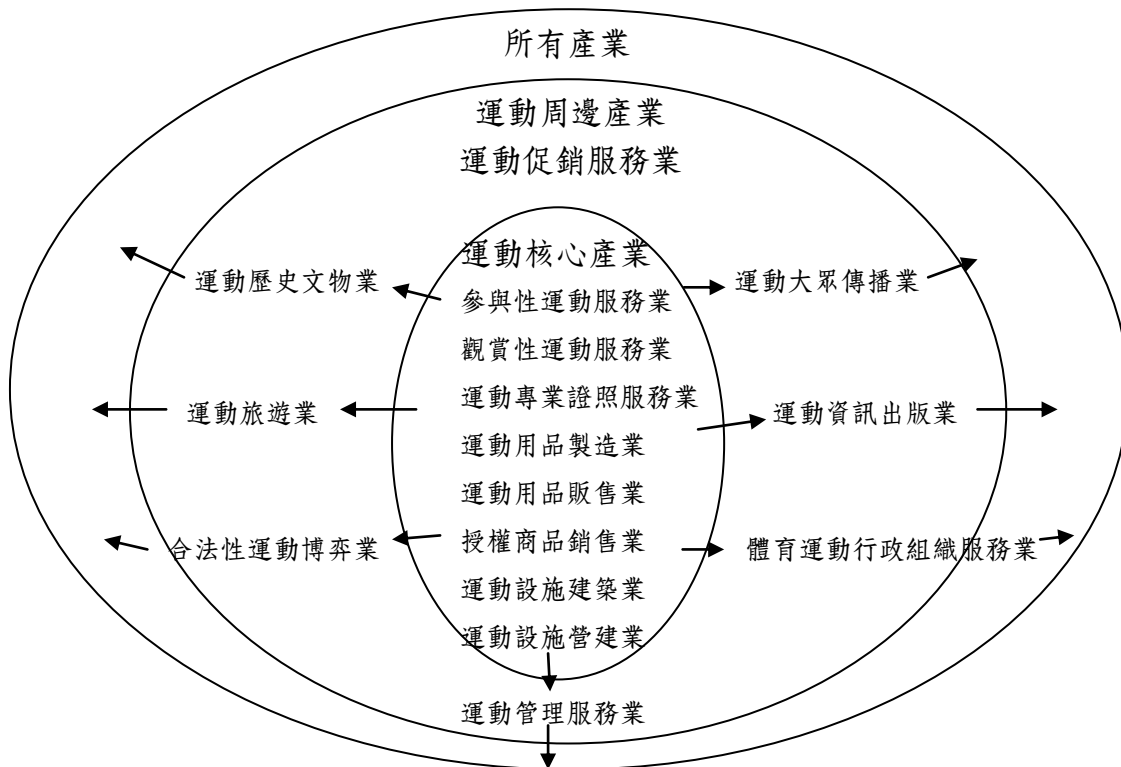 所有產業
運動周邊產業
運動促銷服務業
運動核心產業
運動歷史文物業
運動大眾傳播業
參與性運動服務業
觀賞性運動服務業
運動專業證照服務業
運動旅遊業
運動資訊出版業
運動用品製造業
運動用品販售業
授權商品銷售業
合法性運動博弈業
體育運動行政組織服務業
運動設施建築業
運動設施營建業
運動管理服務業